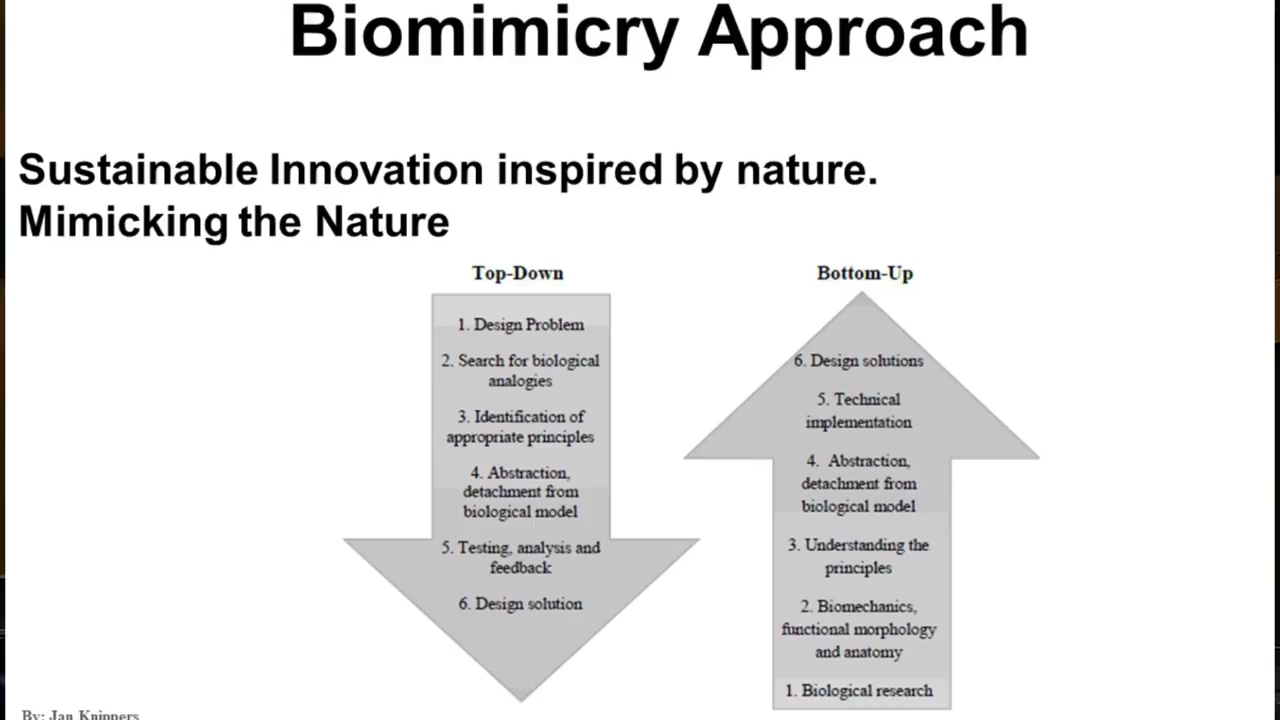 Biomimicry Approach
Sustainable Innovation inspired by nature.
Mimicking the Nature
Top-Down
1. Design Problem
2. Search for biological
analogies
3. Identification of
appropriate principles
4. Abstraction,
detachment from
biological model
5. Testing, analysis and
feedback
6. Design solution
Bottom-Up
6. Design solutions
5. Technical
implementation
4. Abstraction,
detachment from
biological model
3. Understanding the
principles
2. Biomechanics,
functional morphology
and anatomy
1. Biological research
By: Jan Knippers